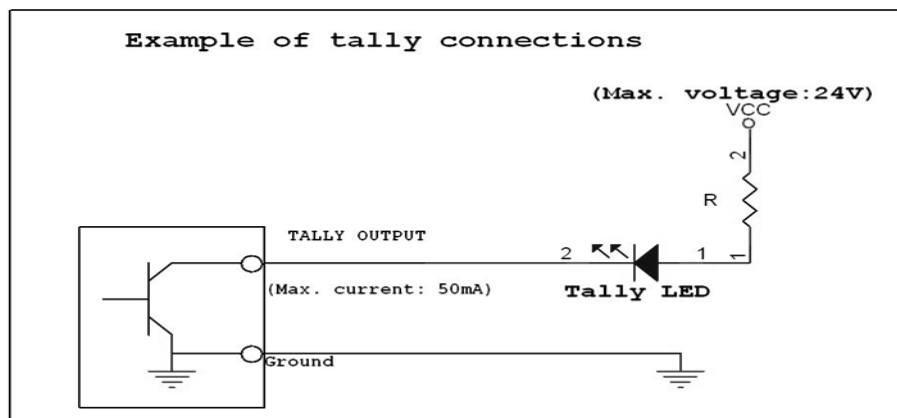 Example of tally connections
(Max. voltage:24V)
VCC
2
R
TALLY OUTPUT
2
1
1
(Max. current: 50mA)
Tally LED
Ground